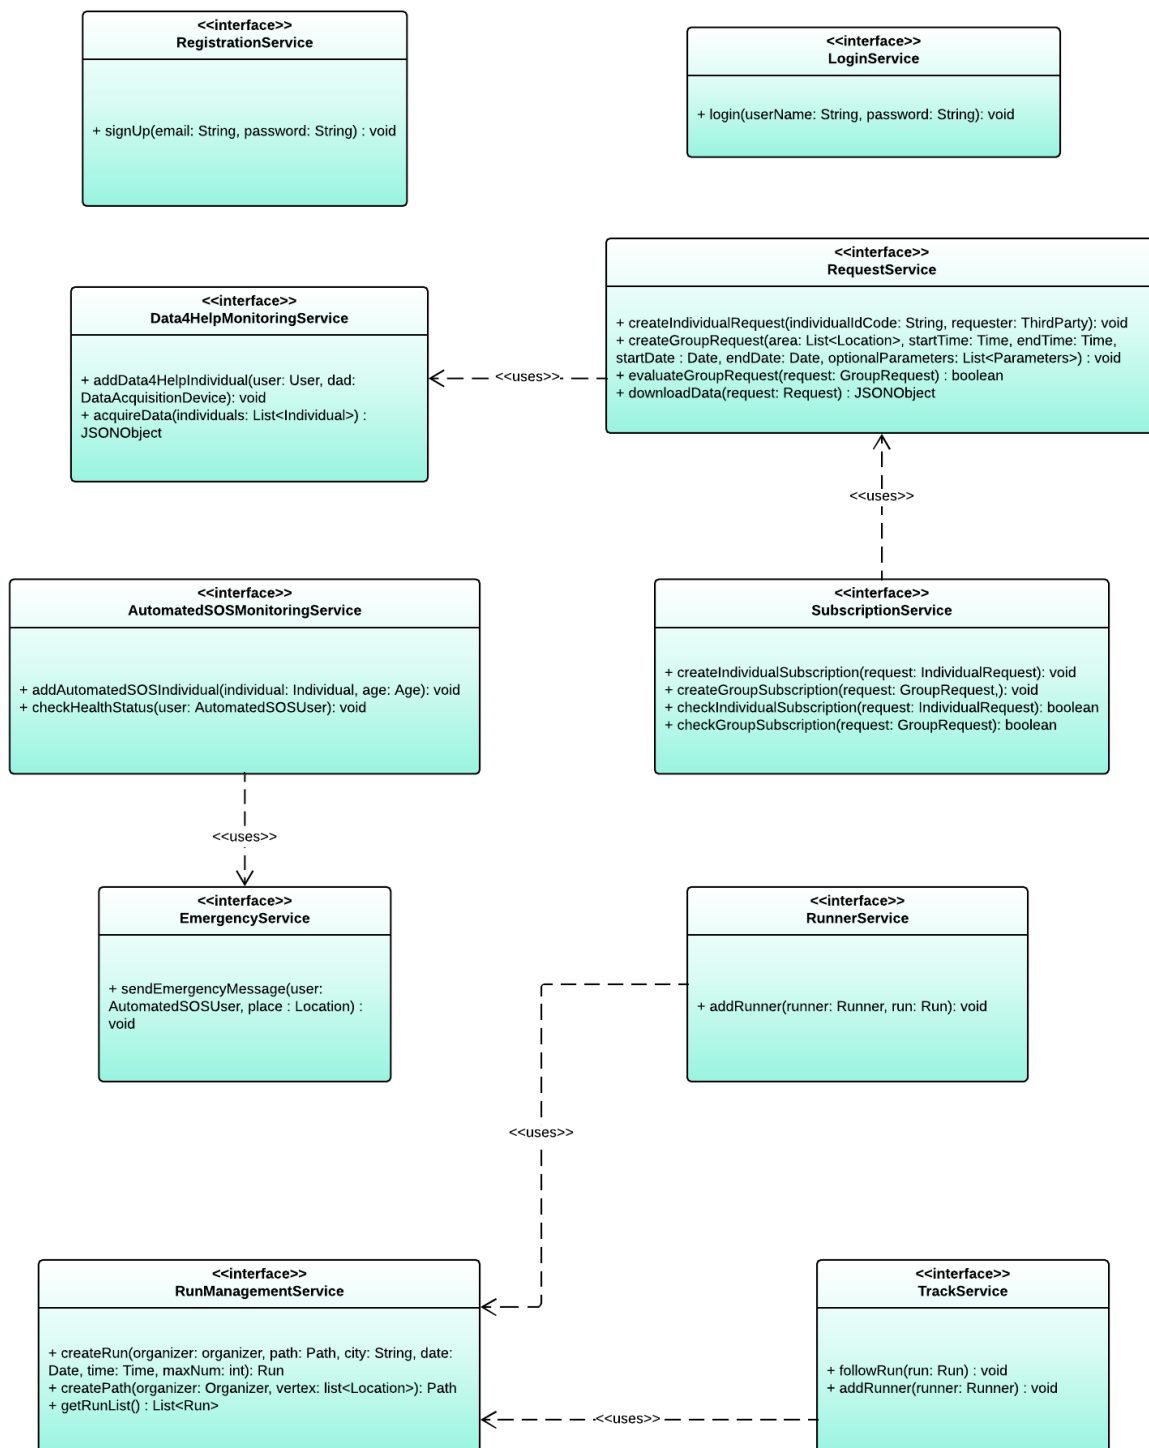 <<interface>>
RegistrationService
+ signUp(email: String, password: String) : void
<<interface>>
LoginService
+ login(userName: String, password: String): void
<<interface>>
RequestService
+ createIndividualRequest(individualIdCode: String, requester: ThirdParty): void
+ createGroupRequest(area: List<Location>, startTime: Time, endTime: Time,
startDate : Date, endDate: Date, optionalParameters: List<Parameters>) : void
+ evaluateGroupRequest(request: GroupRequest) : boolean
+ downloadData(request: Request) : JSONObject
<<interface>>
Data4HelpMonitoringService
+ addData4HelpIndividual(user: User, dad:
DataAcquisitionDevice): void
+ acquireData(individuals: List<Individual>) :
JSONObject
<<uses>>
<<uses>>
<<interface>>
AutomatedSOSMonitoringService
+ addAutomatedSOSIndividual(individual: Individual, age: Age): void
+ checkHealthStatus(user: AutomatedSOSUser): void
<<interface>>
SubscriptionService
+ createIndividualSubscription(request: IndividualRequest): void
+ createGroupSubscription(request: GroupRequest,): void
+ checkIndividualSubscription(request: IndividualRequest): boolean
+ checkGroupSubscription(request: GroupRequest): boolean
<<uses>>
<<interface>>
EmergencyService
+ sendEmergencyMessage(user:
AutomatedSOSUser, place : Location) :
void
<<interface>>
RunnerService
+ addRunner(runner: Runner, run: Run): void
<<uses>>
<<interface>>
RunManagementService
+ createRun(organizer: organizer, path: Path, city: String, date:
Date, time: Time, maxNum: int): Run
+ createPath(organizer: Organizer, vertex: list<Location>): Path
+ getRunList() : List<Run>
<<interface>>
TrackService
+ followRun(run: Run) : void
+ addRunner(runner: Runner) : void
<<uses>>